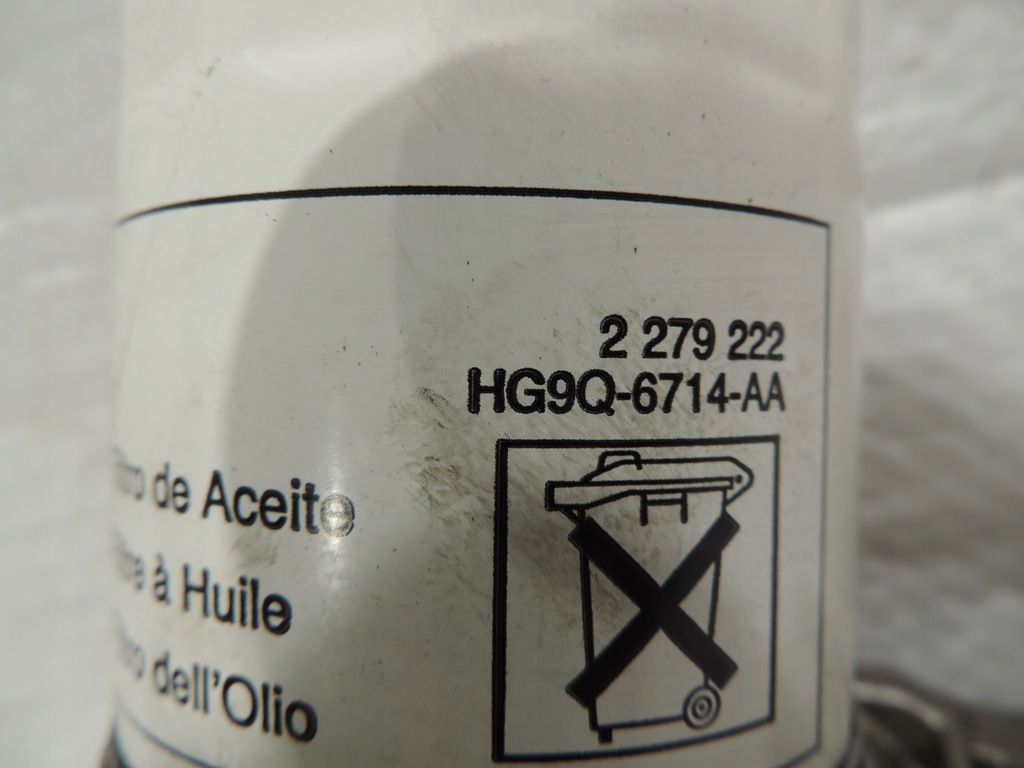 2 279 222
HG9Q-6714-AA
de Aceite
à Huile
dell'Olio